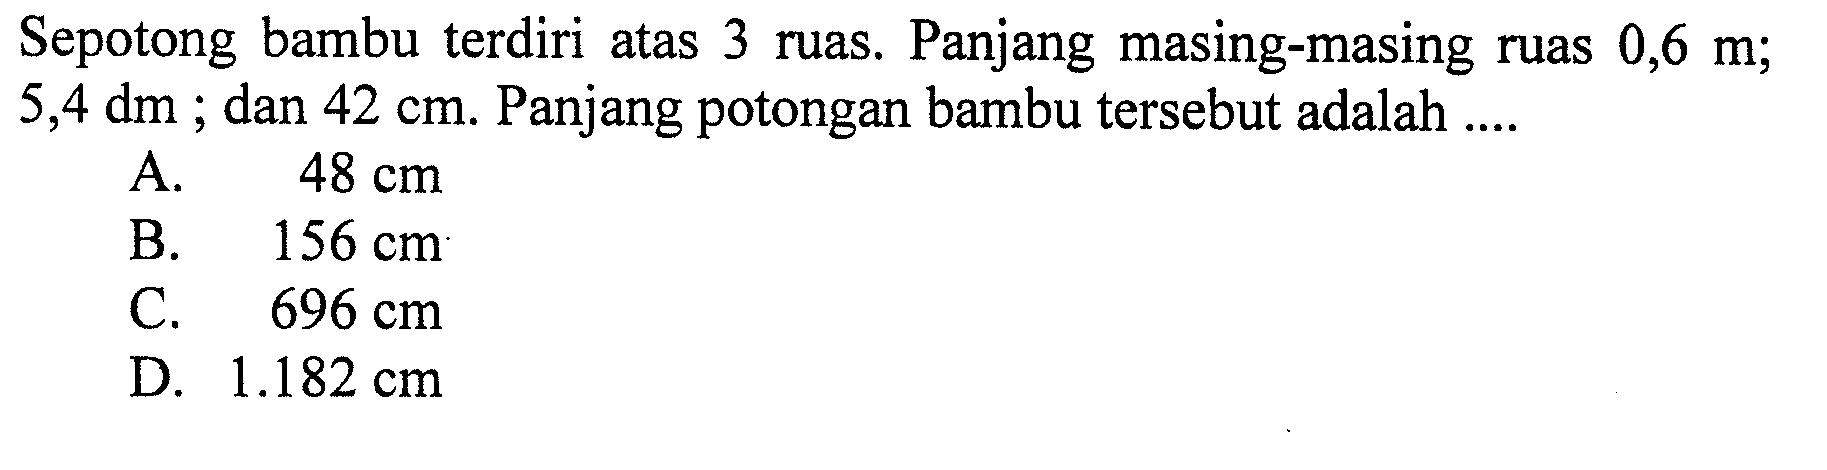 Sepotong bambu terdiri atas 3 ruas. Panjang masing-masing ruas 0,6 m;
5,4 dm ; dan 42 cm. Panjang potongan bambu tersebut adalah ....
A. 48 cm
B. 156 cm
C. 696 cm
D. 1.182 cm